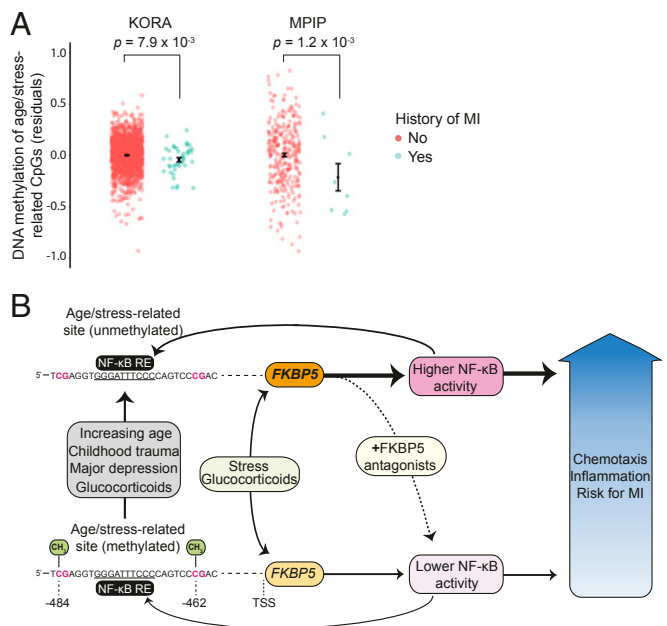 A
KORA
MPIP
p = 7.9 x 10-3
p = 1.2 x 10-3
DNA methylation of age/stress-
related CpGs (residuals)
1.0
0.5
0.0
-0.5
-1.0
History of MI
No
Yes
B
Age/stress-related
site (unmethylated)
NF-κB RE
5'-TCGAGGTGGGATTTCCCCAGTCCCCGAC
FKBP5
Higher NF-κB
activity
Increasing age
Childhood trauma
Major depression
Glucocorticoids
Stress
Glucocorticoids
+FKBP5
antagonists
Chemotaxis
Inflammation
Risk for MI
Age/stress-related
site (methylated)
CH3
CH3
5'-TCGAGGTGGGATTTCCCCAGTCCCCGAC
NF-κB RE
FKBP5
Lower NF-κB
activity
-484
-462
TSS